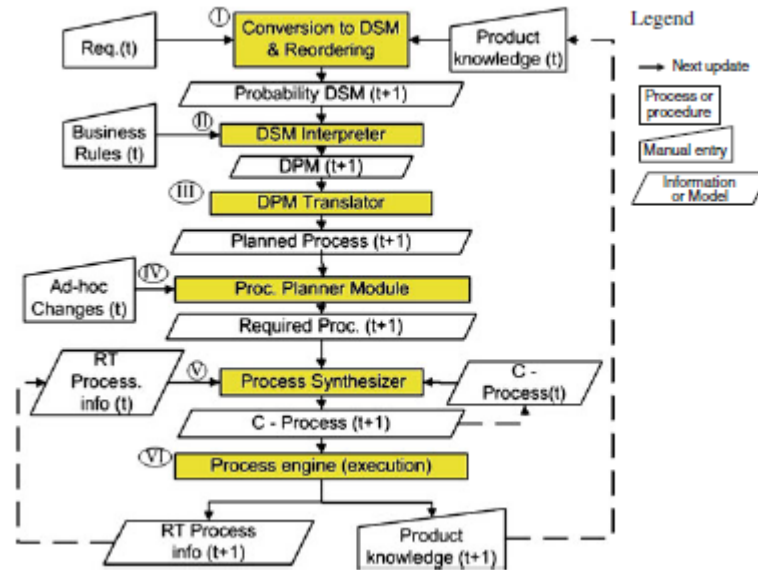 I
Conversion to DSM
& Reordering
Req.(t)
Product
knowledge (t)
Probability DSM (t+1)
Business
Rules (t)
II
DSM Interpreter
DPM (t+1)
III
DPM Translator
Planned Process (t+1)
Ad-hoc
Changes (t)
IV
Proc. Planner Module
Required Proc. (t+1)
RT
Process.
info (t)
V
Process Synthesizer
C -
Process(t)
C - Process (t+1)
VI
Process engine (execution)
RT Process
info (t+1)
Product
knowledge (t+1)
Legend
Next update
Process or
procedure
Manual entry
Information
or Model